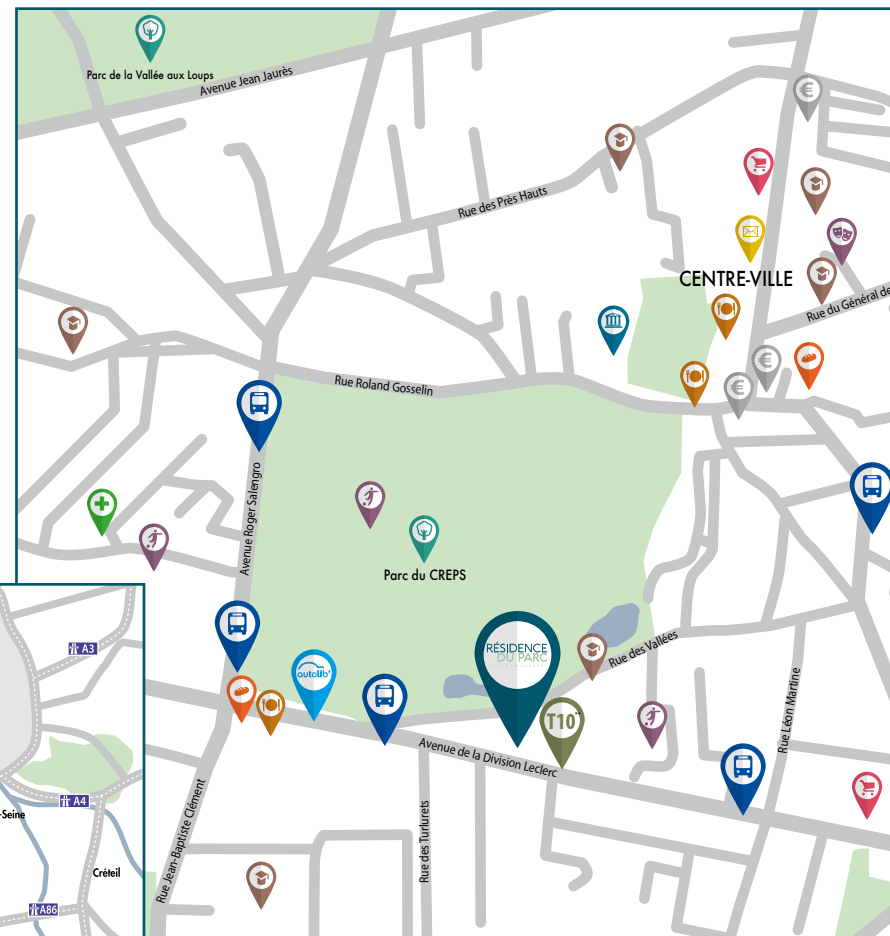 Parc de la Vallée aux Loups
Avenue Jean Jaurès
€
Rue des Près Hauts
CENTRE-VILLE
Rue du Général de
€
€
Rue Roland Gosselin
Avenue Roger Salengro
Parc du CREPS
RÉSIDENCE
DU PARC
Rue des Vallées
autolib'
T10**
Avenue de la Division Leclerc
Rue Léon Martine
Rue des Turlurets
Rue Jean-Baptiste Clément
A3
A4
-Seine
Créteil
A86